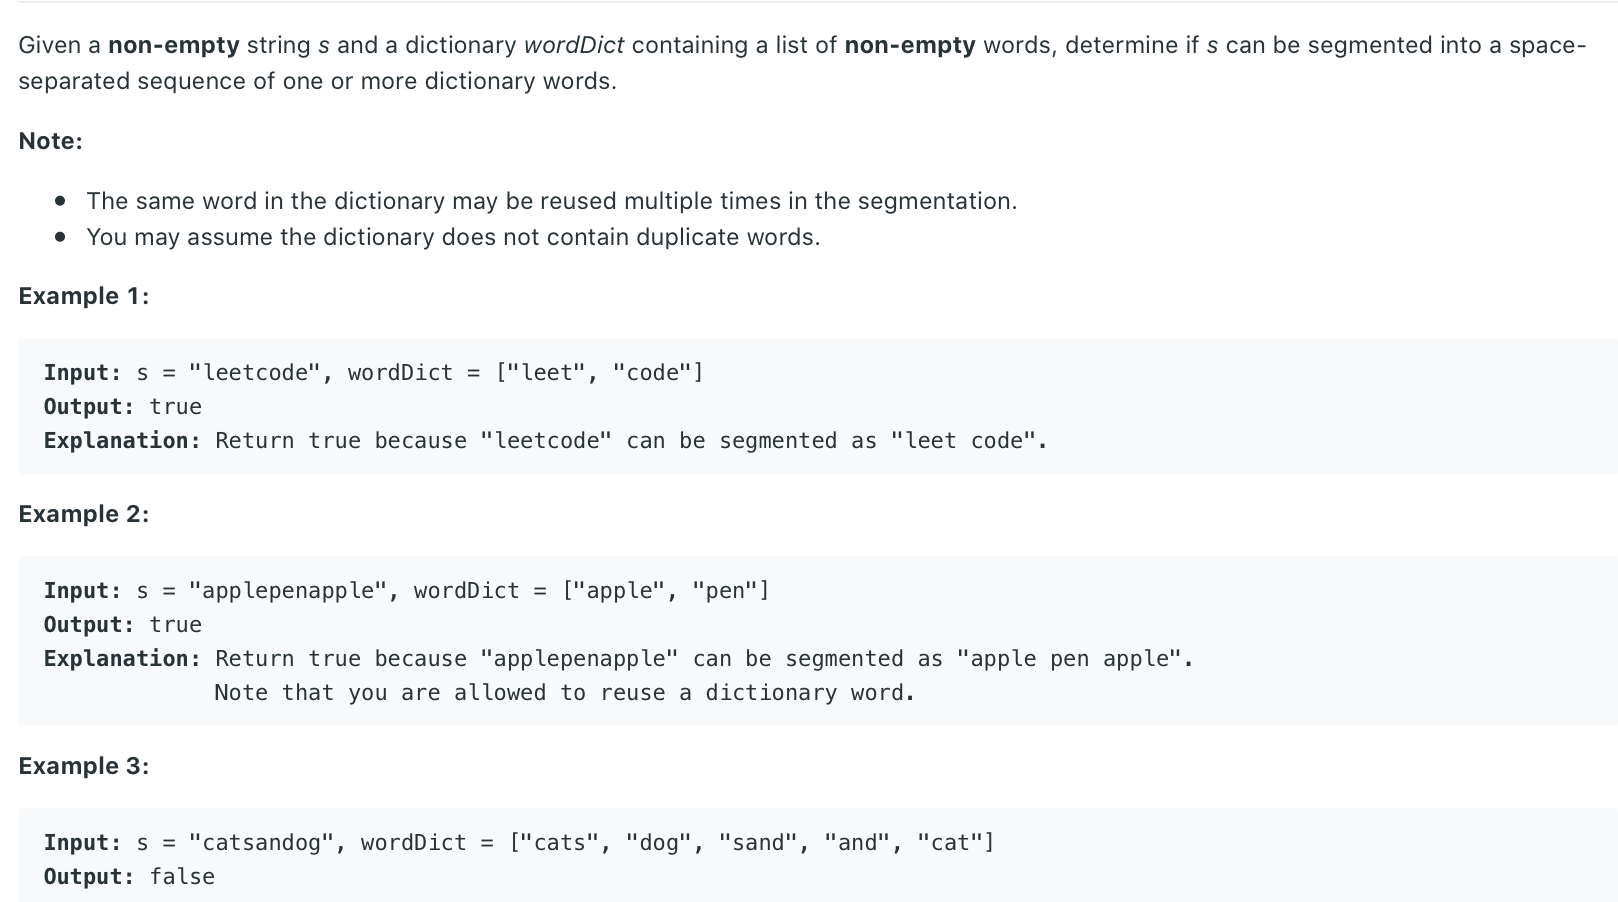 Given a non-empty string s and a dictionary wordDict containing a list of non-empty words, determine if s can be segmented into a space-
separated sequence of one or more dictionary words.
Note:
• The same word in the dictionary may be reused multiple times in the segmentation.
• You may assume the dictionary does not contain duplicate words.
Example 1:
Input: s = "leetcode", wordDict = ["leet", "code"]
Output: true
Explanation: Return true because "leetcode" can be segmented as "leet code".
Example 2:
Input: s = "applepenapple", wordDict = ["apple", "pen"]
Output: true
Explanation: Return true because "applepenapple" can be segmented as "apple pen apple".
Note that you are allowed to reuse a dictionary word.
Example 3:
Input: s = "catsandog", wordDict = ["cats", "dog", "sand", "and", "cat"]
Output: false